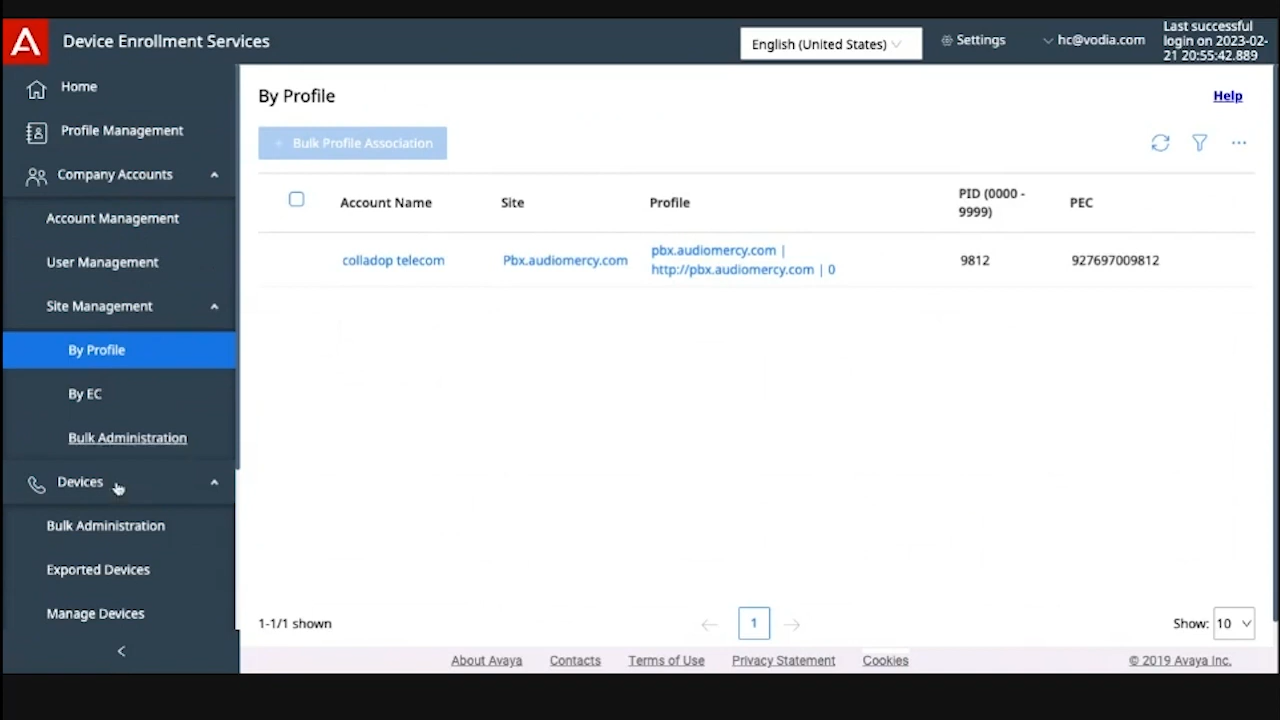 Device Enrollment Services
English (United States)
Settings
hc@vodia.com
Last successful
login on 2023-02-
21 20:55:42.889
Home
Profile Management
Company Accounts
Account Management
User Management
Site Management
By Profile
By EC
Bulk Administration
Devices
Bulk Administration
Exported Devices
Manage Devices
By Profile
Help
+ Bulk Profile Association
Account Name Site Profile PID (0000 -
9999) PEC
colladop telecom Pbx.audiomercy.com pbx.audiomercy.com |
http://pbx.audiomercy.com | 0 9812 927697009812
1-1/1 shown
1
Show: 10
About Avaya Contacts Terms of Use Privacy Statement Cookies © 2019 Avaya Inc.